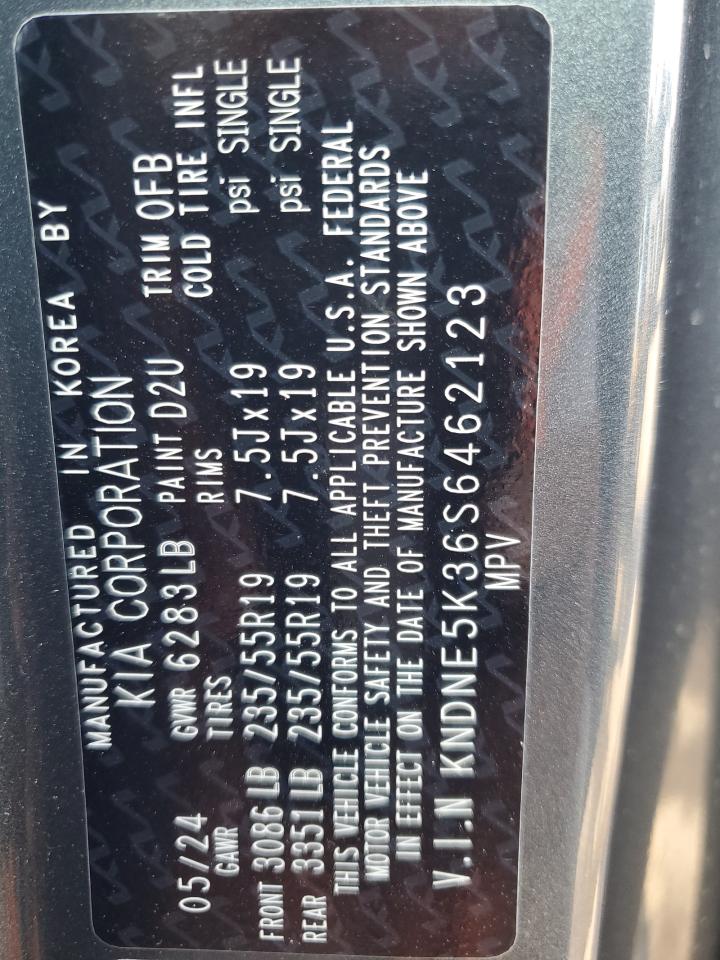 MANUFACTURED IN KOREA BY
KIA CORPORATION
05/24 GVWR 6283LB PAINT D2U TRIM OFB
GAWR TIRES RIMS COLD TIRE INFL
FRONT 3086LB 235/55R19 7.5Jx19 psi SINGLE
REAR 3351LB 235/55R19 7.5Jx19 psi SINGLE
THIS VEHICLE CONFORMS TO ALL APPLICABLE U.S.A. FEDERAL
MOTOR VEHICLE SAFETY AND THEFT PREVENTION STANDARDS
IN EFFECT ON THE DATE OF MANUFACTURE SHOWN ABOVE
V.I.N KNDNE5K36S6462123
MPV